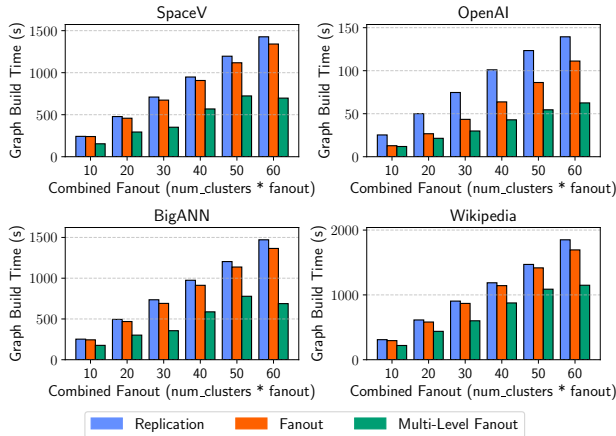 SpaceV
Graph Build Time (s)
1500
1000
500
0
10 20 30 40 50 60
Combined Fanout (num_clusters * fanout)
OpenAI
Graph Build Time (s)
150
100
50
0
10 20 30 40 50 60
Combined Fanout (num_clusters * fanout)
BigANN
Graph Build Time (s)
1500
1000
500
0
10 20 30 40 50 60
Combined Fanout (num_clusters * fanout)
Wikipedia
Graph Build Time (s)
2000
1000
0
10 20 30 40 50 60
Combined Fanout (num_clusters * fanout)
Replication Fanout Multi-Level Fanout